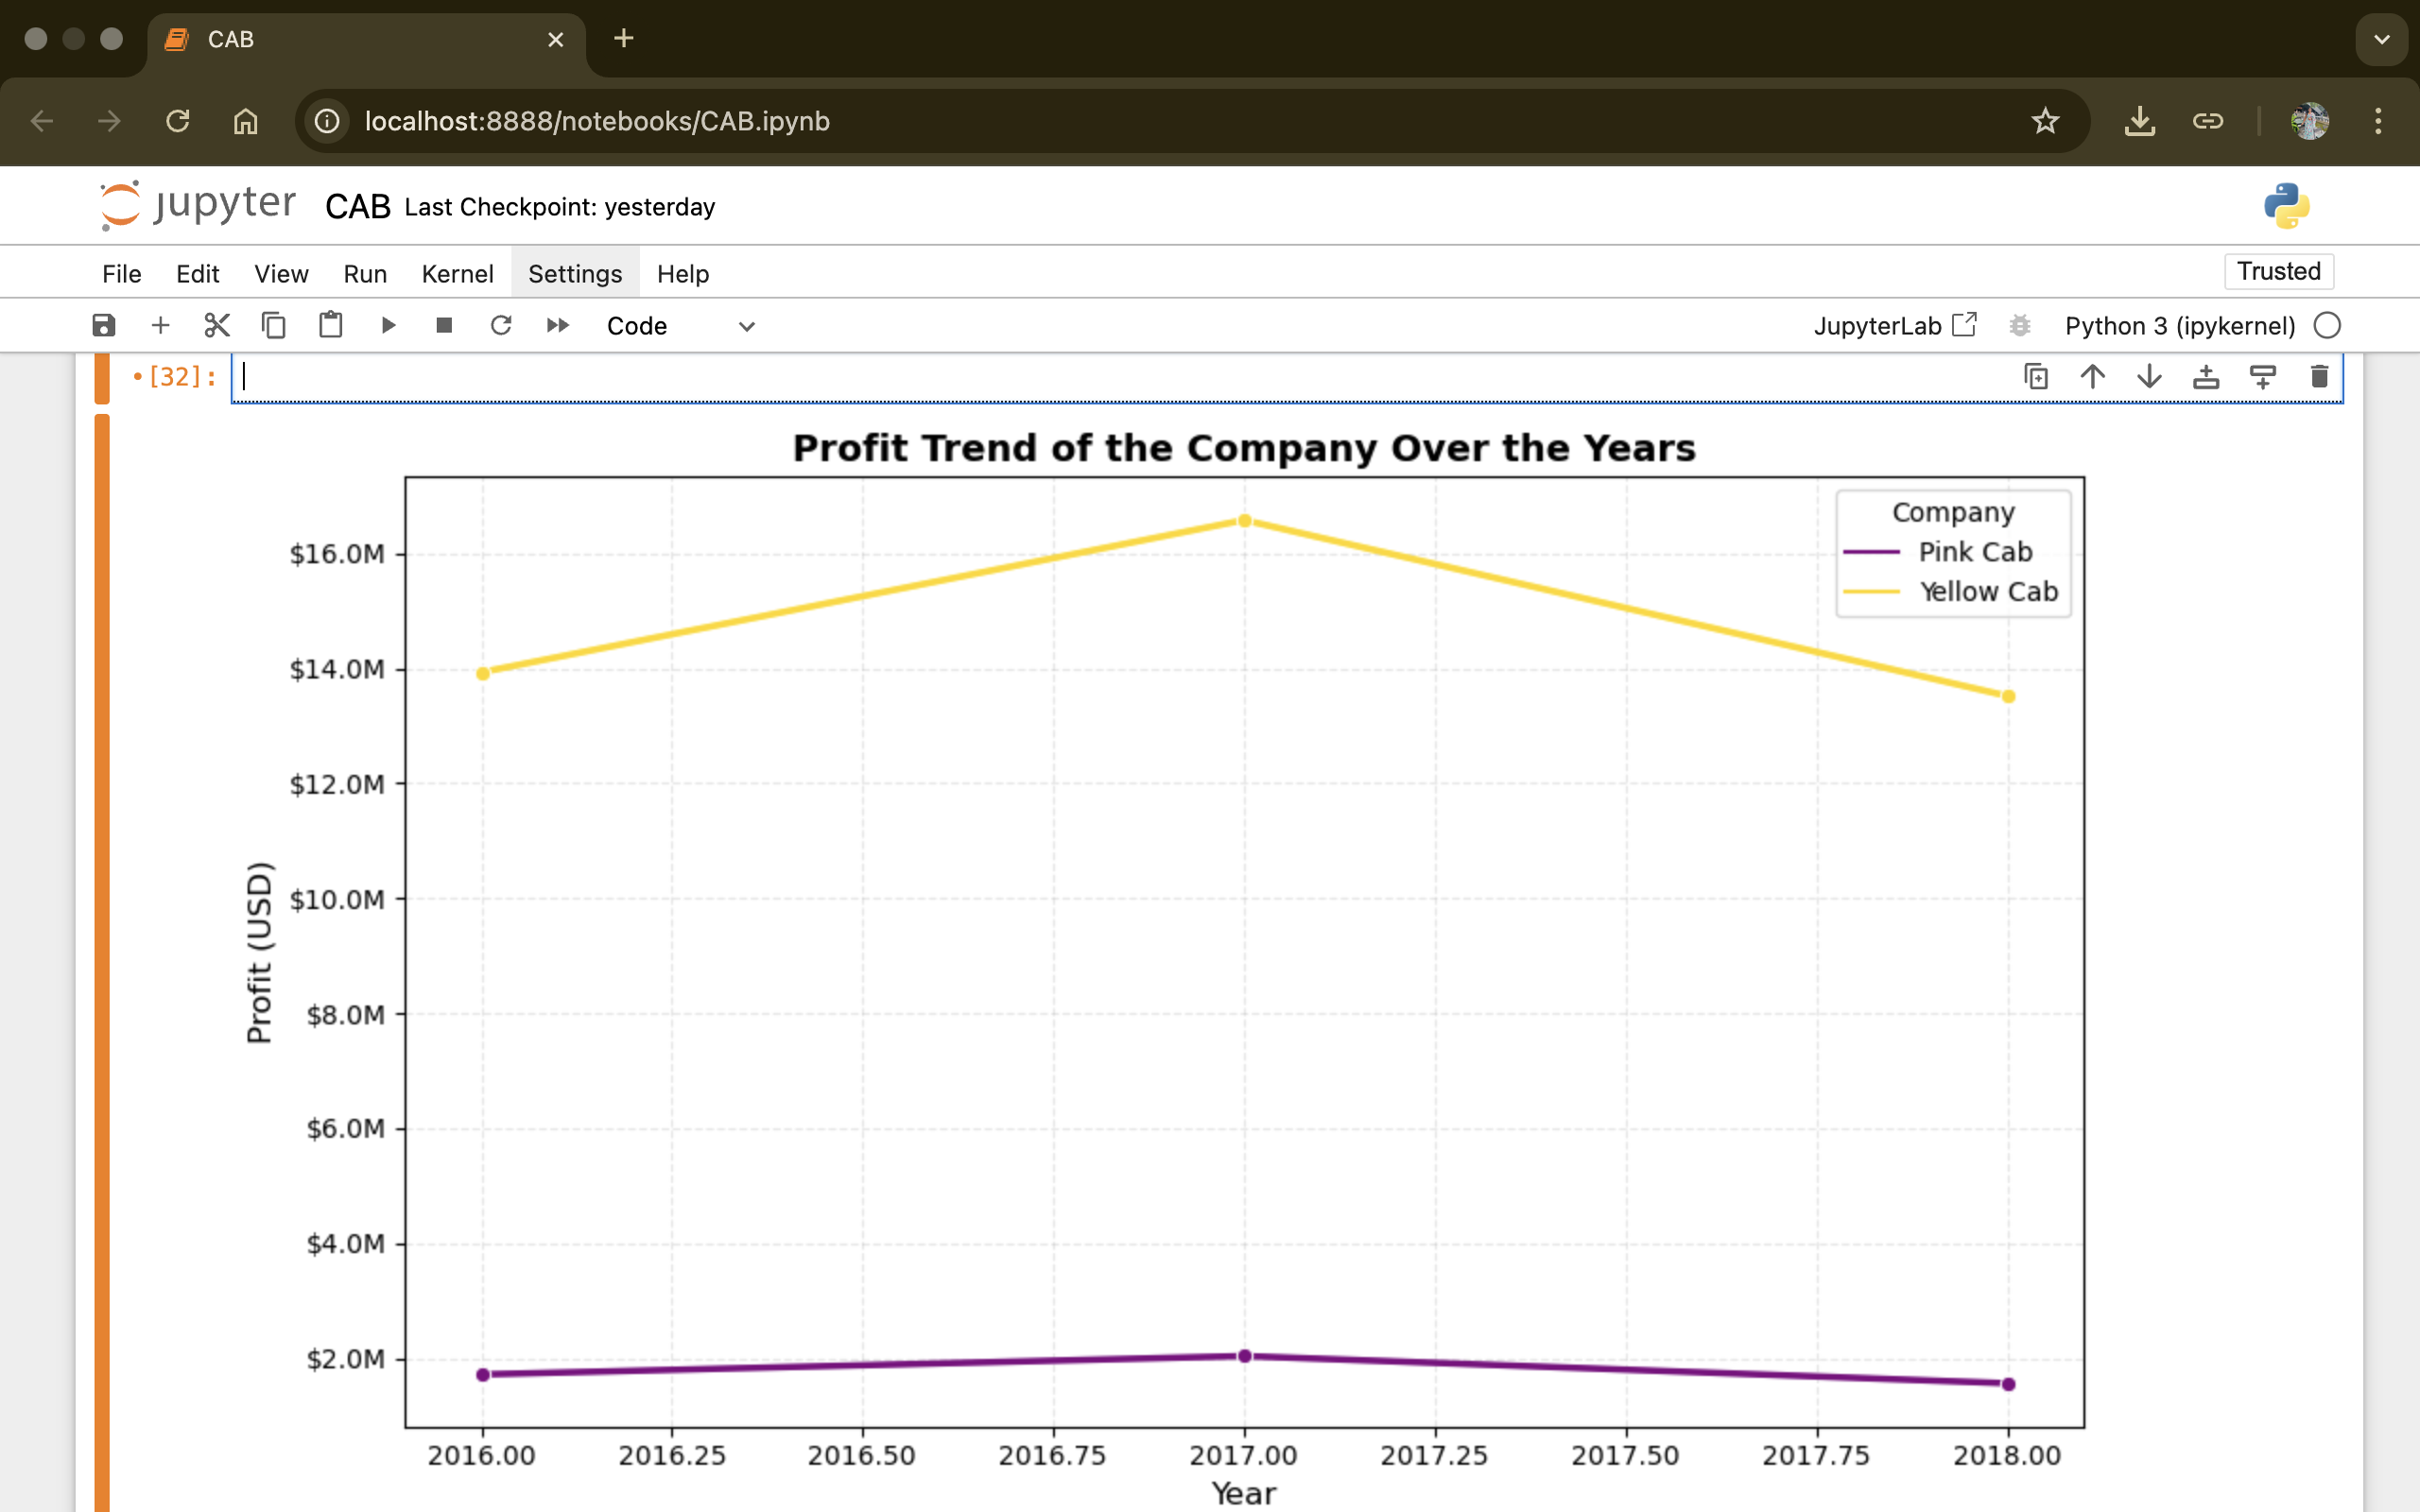 CAB
localhost:8888/notebooks/CAB.ipynb
jupyter CAB Last Checkpoint: yesterday
File Edit View Run Kernel Settings Help Trusted
Code JupyterLab Python 3 (ipykernel)
[32]:
Profit Trend of the Company Over the Years
Company
Pink Cab
Yellow Cab
Profit (USD)
$16.0M
$14.0M
$12.0M
$10.0M
$8.0M
$6.0M
$4.0M
$2.0M
2016.00 2016.25 2016.50 2016.75 2017.00 2017.25 2017.50 2017.75 2018.00
Year